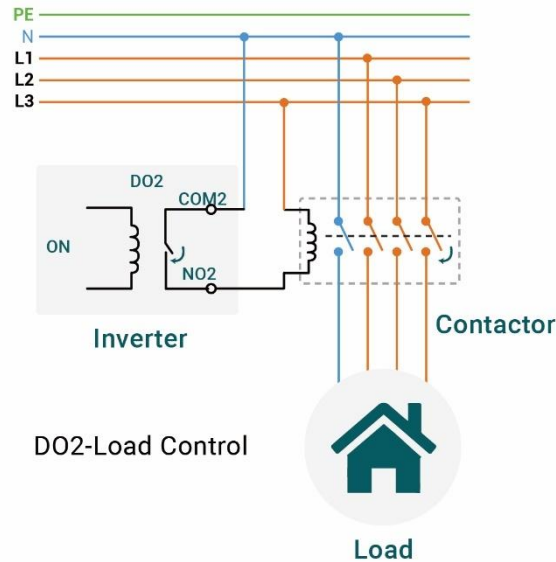 PE
N
L1
L2
L3
DO2
COM2
ON
NO2
Inverter
Contactor
DO2-Load Control
Load